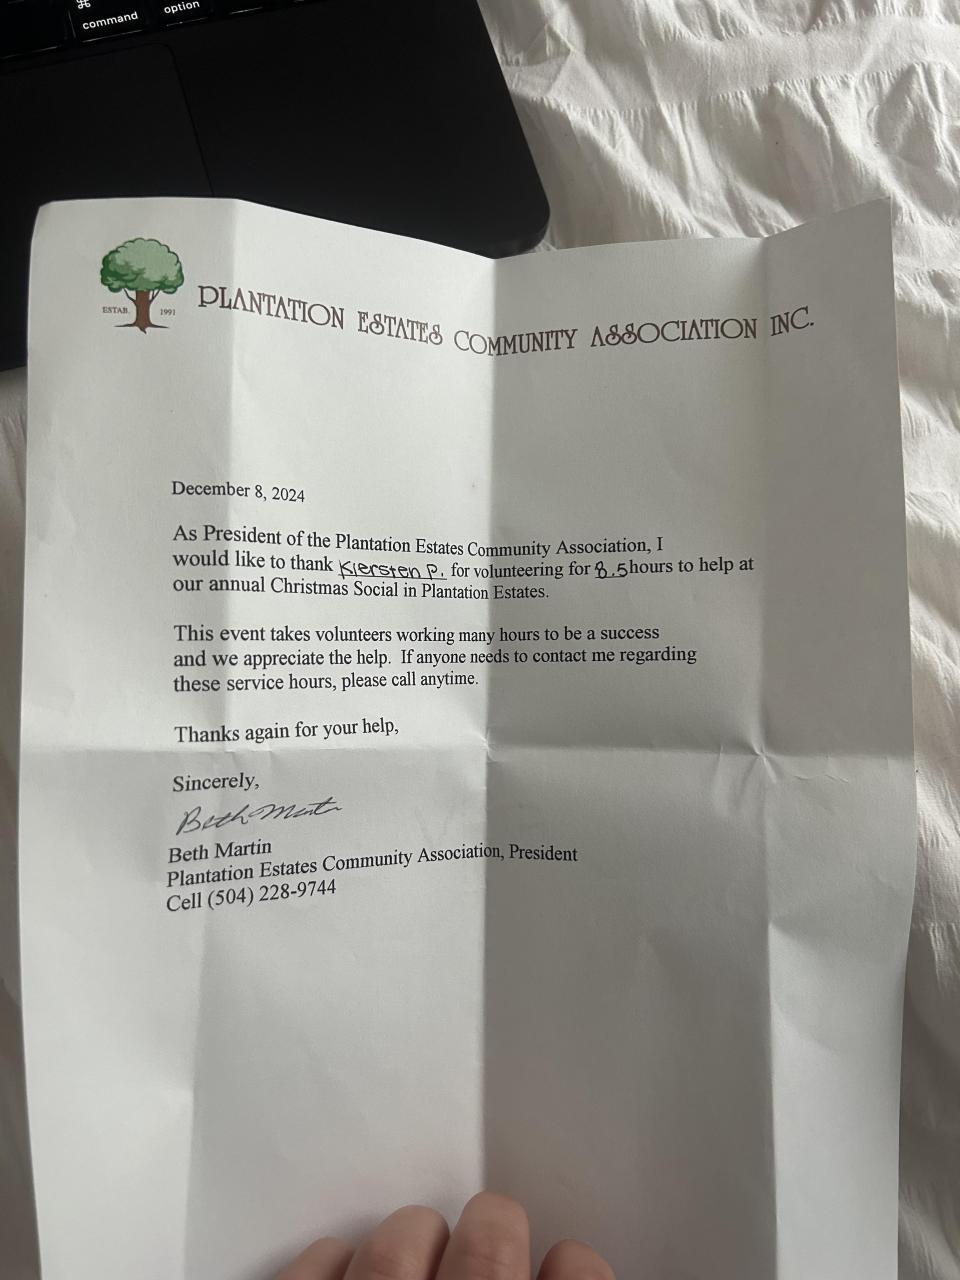 ⌘
command
option
ESTAB. 1991
PLANTATION ESTATES COMMUNITY ASSOCIATION INC.
December 8, 2024
As President of the Plantation Estates Community Association, I
would like to thank Kiersten P. for volunteering for 8.5 hours to help at
our annual Christmas Social in Plantation Estates.
This event takes volunteers working many hours to be a success
and we appreciate the help. If anyone needs to contact me regarding
these service hours, please call anytime.
Thanks again for your help,
Sincerely,
Beth Martin
Beth Martin
Plantation Estates Community Association, President
Cell (504) 228-9744